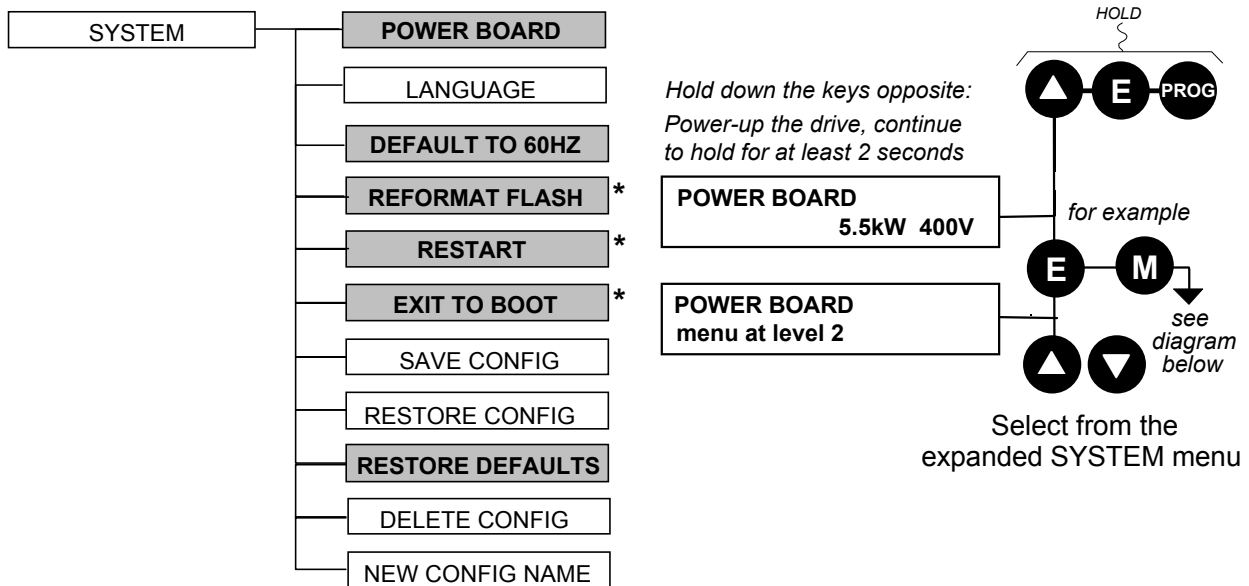 SYSTEM
POWER BOARD
LANGUAGE
DEFAULT TO 60HZ
REFORMAT FLASH *
RESTART *
EXIT TO BOOT *
SAVE CONFIG
RESTORE CONFIG
RESTORE DEFAULTS
DELETE CONFIG
NEW CONFIG NAME
Hold down the keys opposite:
Power-up the drive, continue
to hold for at least 2 seconds
HOLD
E
PROG
POWER BOARD
5.5kW 400V
for example
E
M
POWER BOARD
menu at level 2
see
diagram
below
Select from the
expanded SYSTEM menu